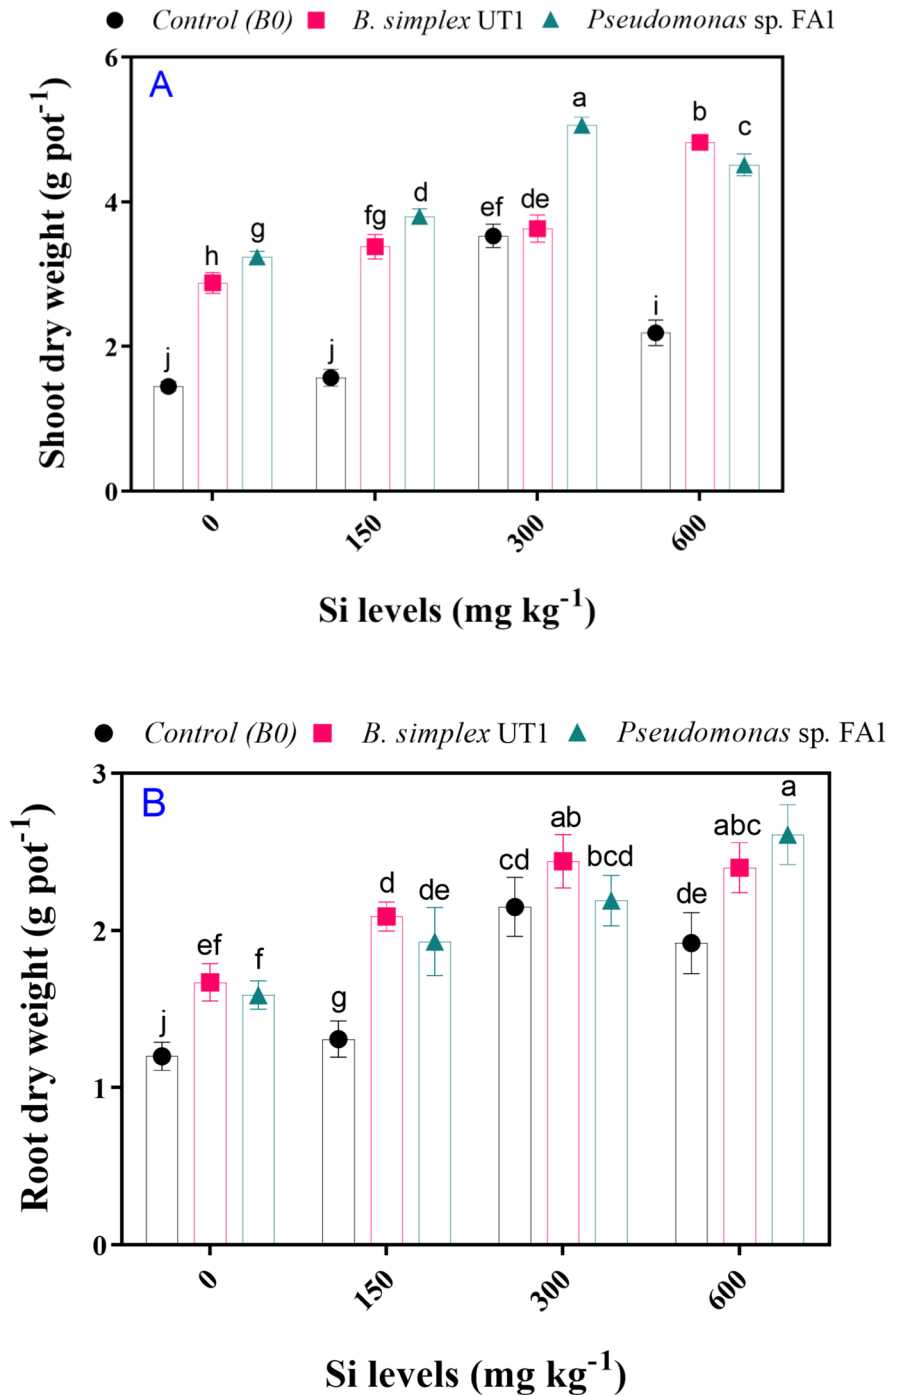 Control (B0) B. simplex UT1 Pseudomonas sp. FA1
A
Shoot dry weight (g pot-1)
6
4
2
0
j h g
j fg d
ef de a
i b c
0 150 300 600
Si levels (mg kg-1)
Control (B0) B. simplex UT1 Pseudomonas sp. FA1
B
Root dry weight (g pot-1)
3
2
1
0
j ef f
g d de
cd ab bcd
de abc a
0 150 300 600
Si levels (mg kg-1)